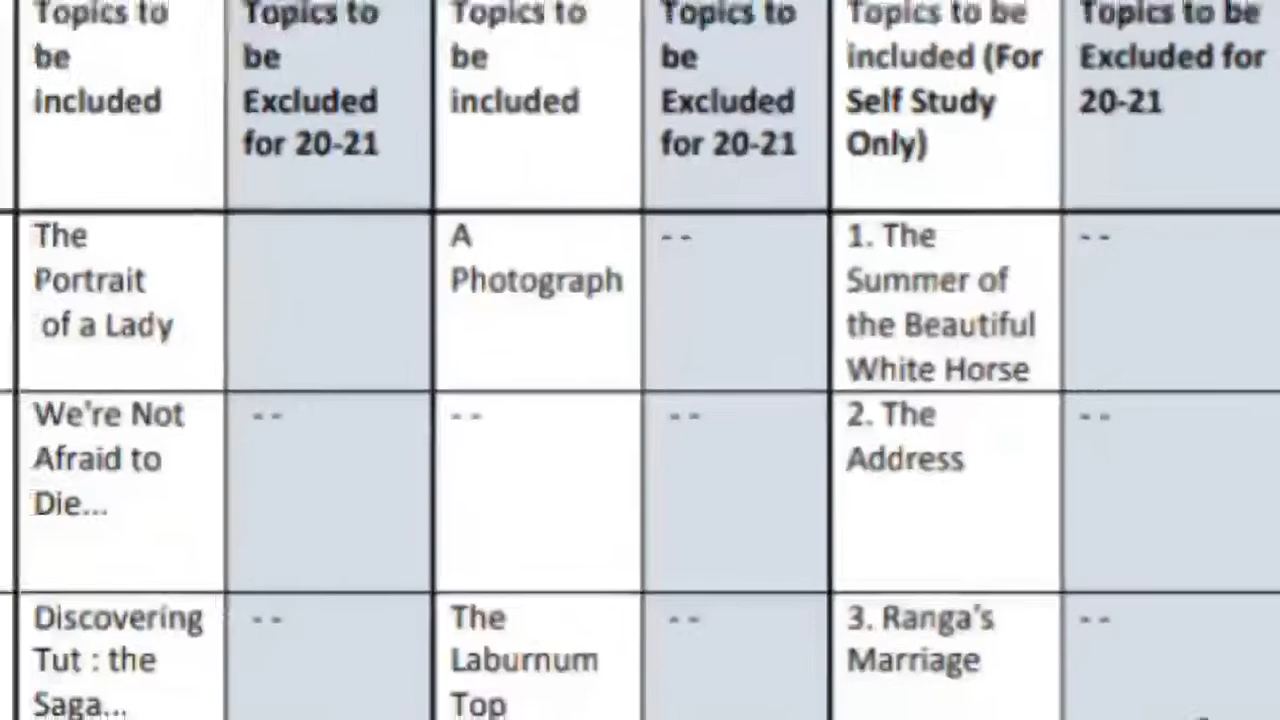 Topics to
be
included
Topics to
be
Excluded
for 20-21
Topics to
be
included
Topics to
be
Excluded
for 20-21
Topics to be
included (For
Self Study
Only)
Topics to be
Excluded for
20-21
The
Portrait
of a Lady
A
Photograph
--
1. The
Summer of
the Beautiful
White Horse
--
We're Not
Afraid to
Die...
--
--
--
2. The
Address
--
Discovering
Tut : the
Saga...
--
The
Laburnum
Top
--
3. Ranga's
Marriage
--